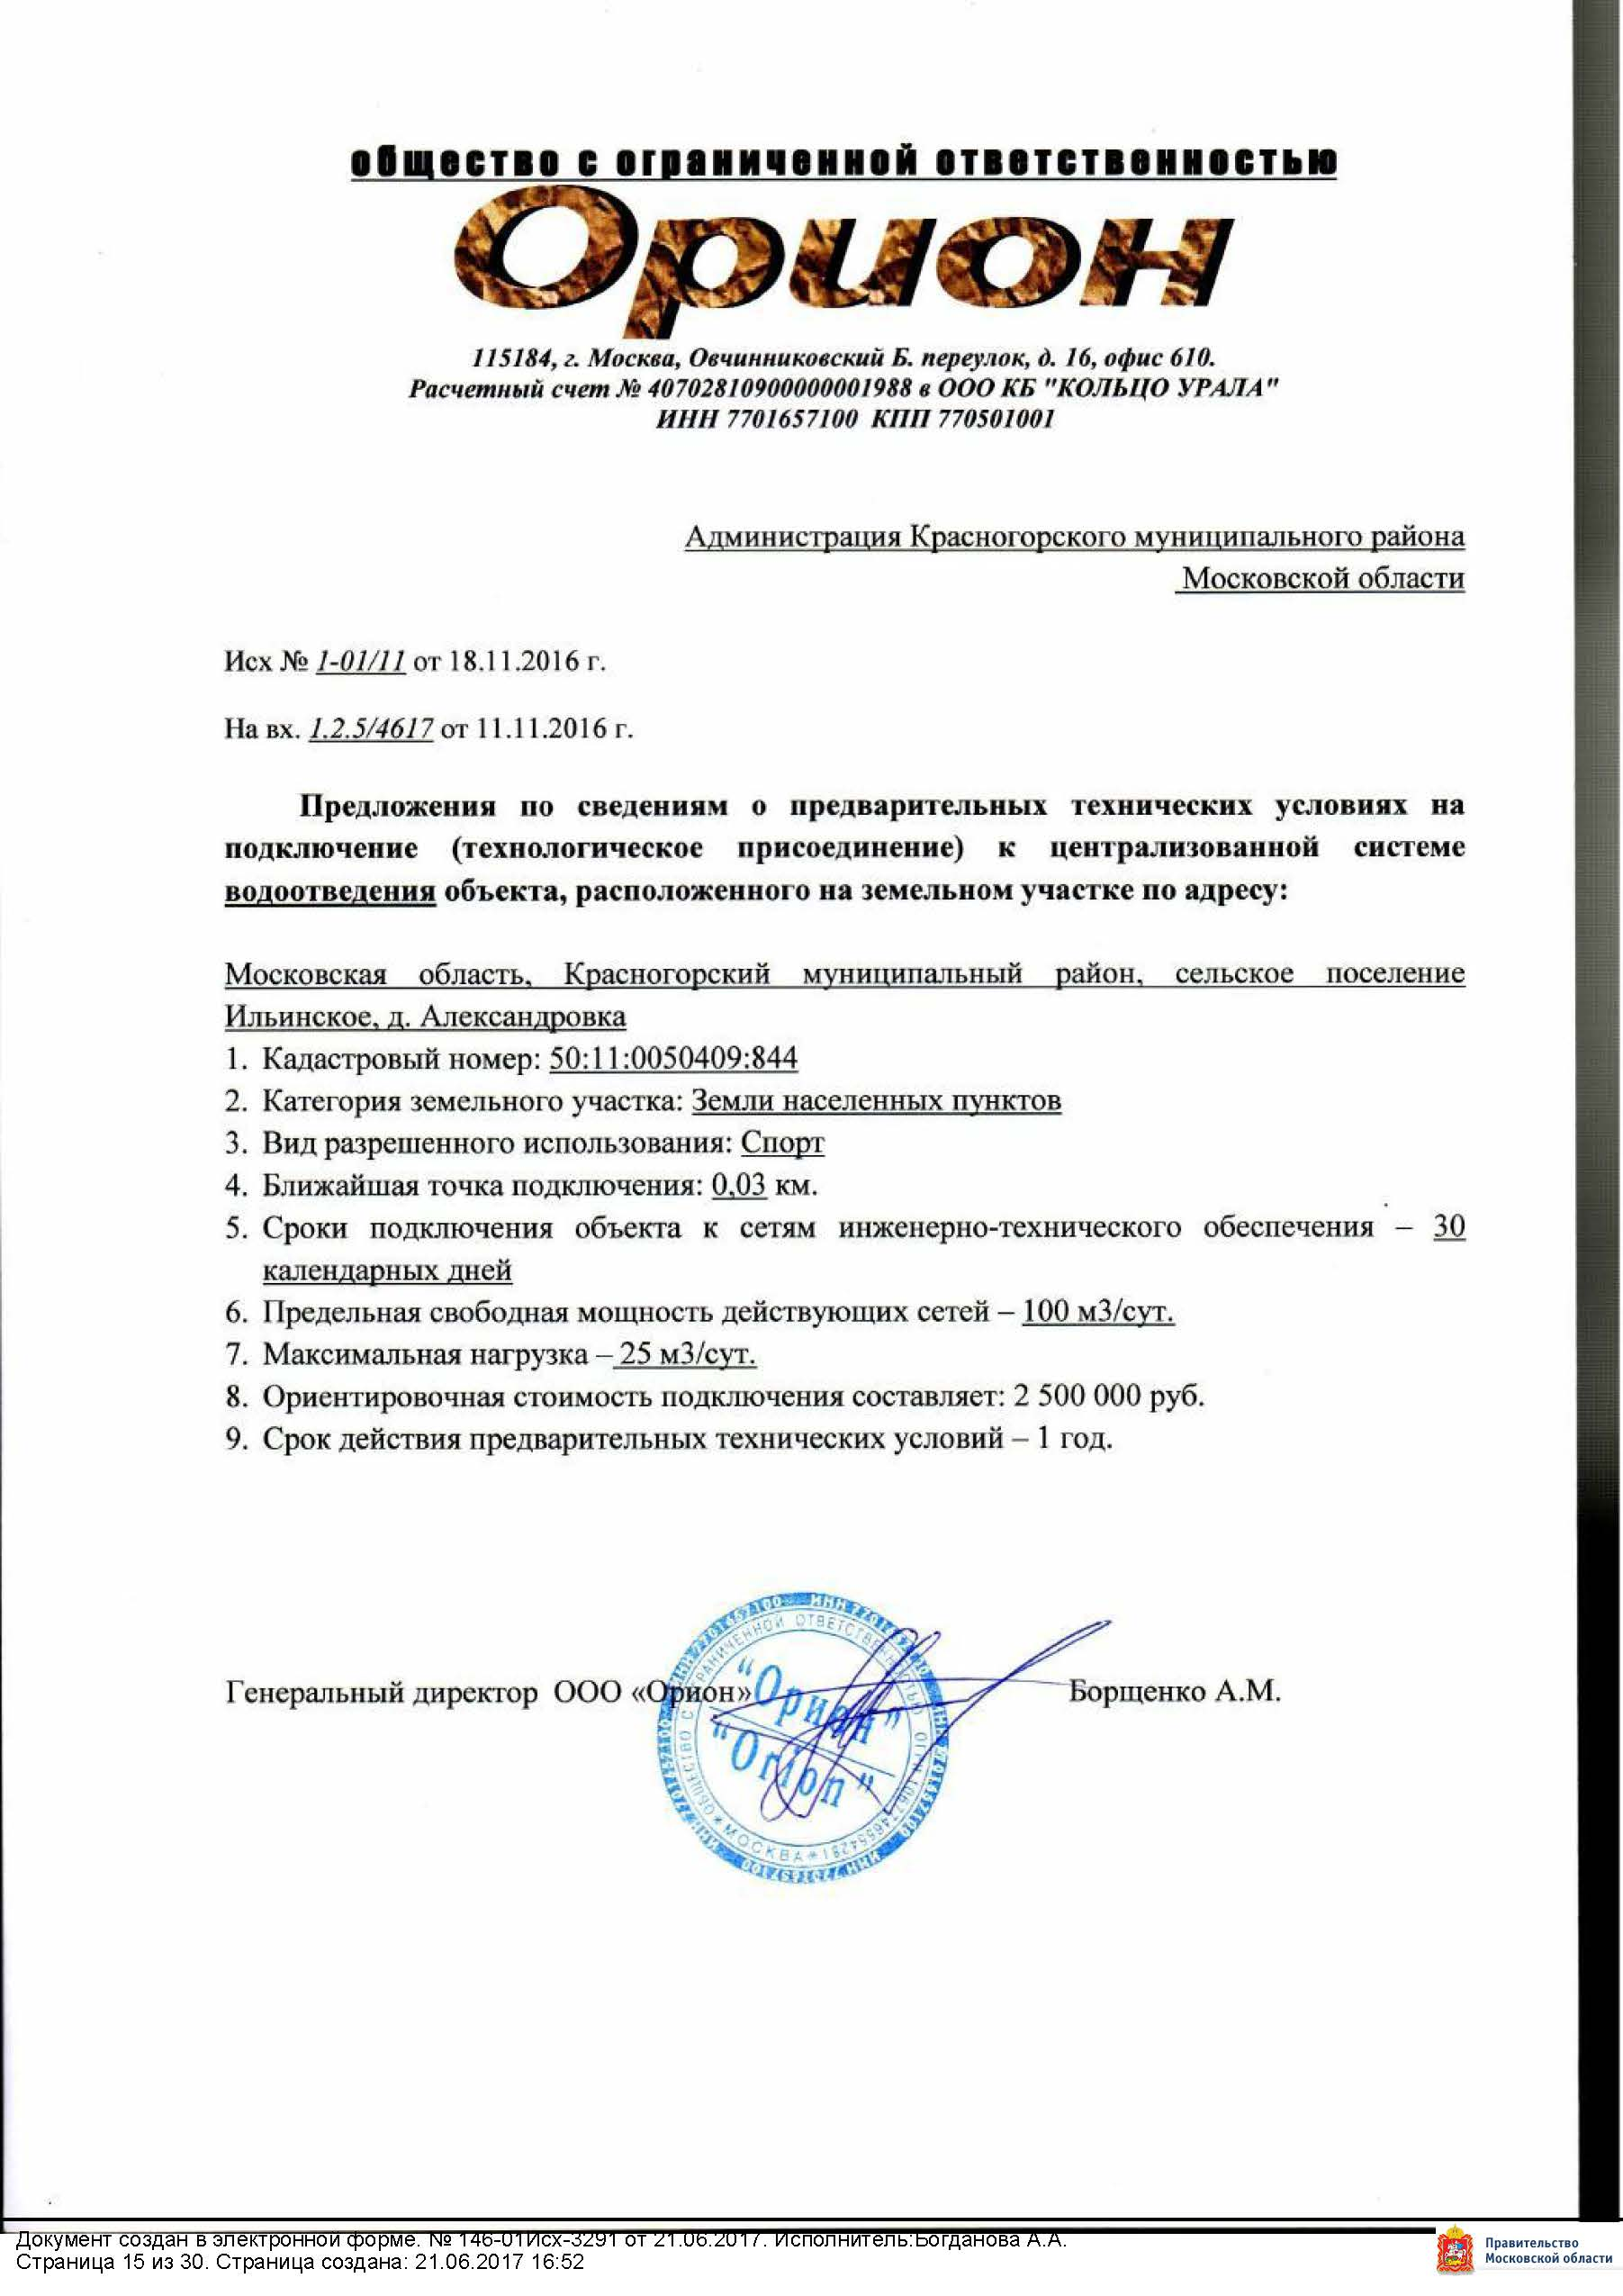 общество с ограниченной ответственностью
Орион
115184, г. Москва, Овчинниковский Б. переулок, д. 16, офис 610.
Расчетный счет № 40702810900000001988 в ООО КБ "КОЛЬЦО УРАЛА"
ИНН 7701657100 КПП 770501001
Администрация Красногорского муниципального района
Московской области
Исх № 1-01/11 от 18.11.2016 г.
На вх. 1.2.5/4617 от 11.11.2016 г.
Предложения по сведениям о предварительных технических условиях на
подключение (технологическое присоединение) к централизованной системе
водоотведения объекта, расположенного на земельном участке по адресу:
Московская область, Красногорский муниципальный район, сельское поселение
Ильинское, д. Александровка
1. Кадастровый номер: 50:11:0050409:844
2. Категория земельного участка: Земли населенных пунктов
3. Вид разрешенного использования: Спорт
4. Ближайшая точка подключения: 0,03 км.
5. Сроки подключения объекта к сетям инженерно-технического обеспечения – 30
календарных дней
6. Предельная свободная мощность действующих сетей – 100 м3/сут.
7. Максимальная нагрузка – 25 м3/сут.
8. Ориентировочная стоимость подключения составляет: 2 500 000 руб.
9. Срок действия предварительных технических условий – 1 год.
Генеральный директор ООО «Орион»
Борщенко А.М.
ИНН 7701657100
ОБЩЕСТВО С ОГРАНИЧЕННОЙ ОТВЕТСТВЕННОСТЬЮ
* МОСКВА *
"Орион"
"Orion"
Документ создан в электронной форме. № 146-01Исх-3291 от 21.06.2017. Исполнитель:Богданова А.А.
Страница 15 из 30. Страница создана: 21.06.2017 16:52
Правительство
Московской области